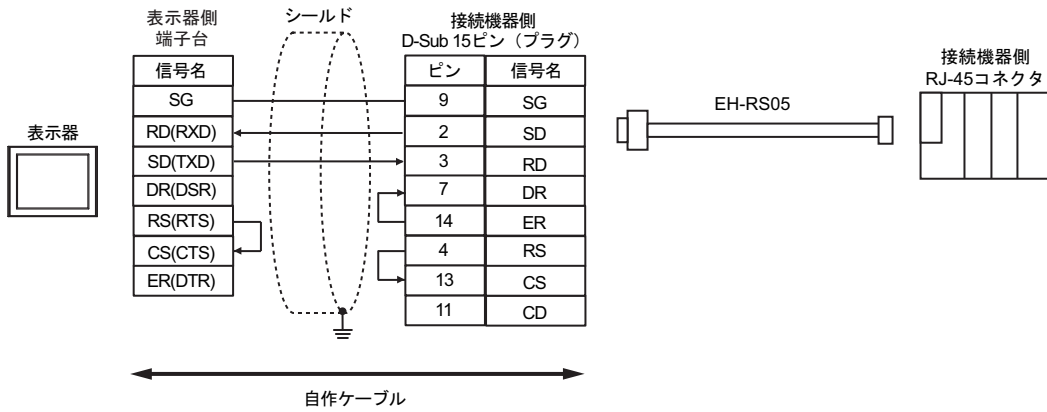 表示器側
端子台
シールド
接続機器側
D-Sub 15ピン（プラグ）
信号名
ピン 信号名
SG 9 SG
RD(RXD) 2 SD
SD(TXD) 3 RD
DR(DSR) 7 DR
RS(RTS) 14 ER
CS(CTS) 4 RS
ER(DTR) 13 CS
11 CD
表示器
EH-RS05
接続機器側
RJ-45コネクタ
自作ケーブル